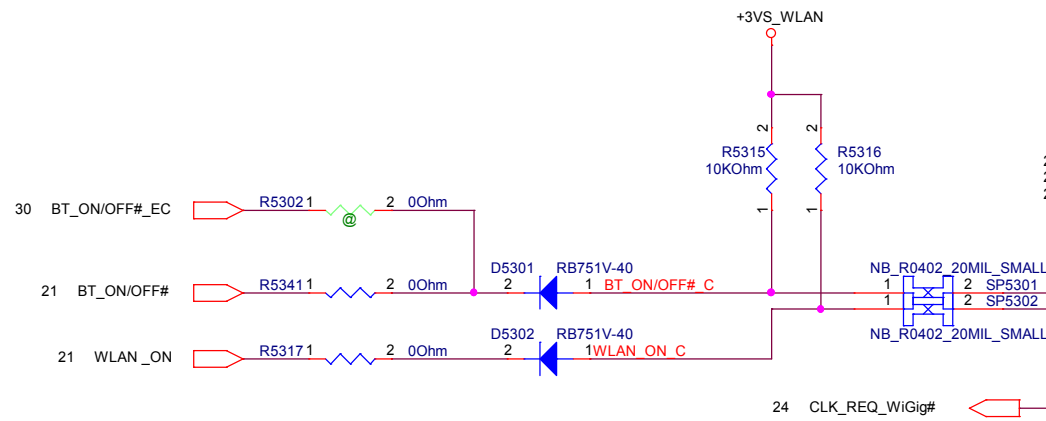 +3VS_WLAN
2
2
R5315
10KOhm
R5316
10KOhm
1
1
30 BT_ON/OFF#_EC
R5302 1
2 0Ohm
@
D5301 RB751V-40
NB_R0402_20MIL_SMALL
21 BT_ON/OFF#
R5341 1
2 0Ohm
2
1 BT_ON/OFF#_C
1
2 SP5301
1
2 SP5302
D5302 RB751V-40
NB_R0402_20MIL_SMALL
21 WLAN _ON
R5317 1
2 0Ohm
2
1 WLAN_ON_C
24 CLK_REQ_WiGig#